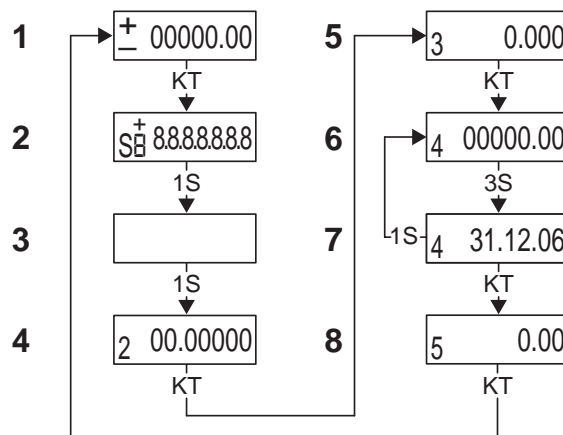 1
+
– 00000.00
KT
2
+
S8 8.8.8.8.8.8.8
1S
3
1S
4
2 00.00000
KT
5
3 0.000
KT
6
4 00000.00
3S
7
1S
4 31.12.06
KT
8
5 0.00
KT